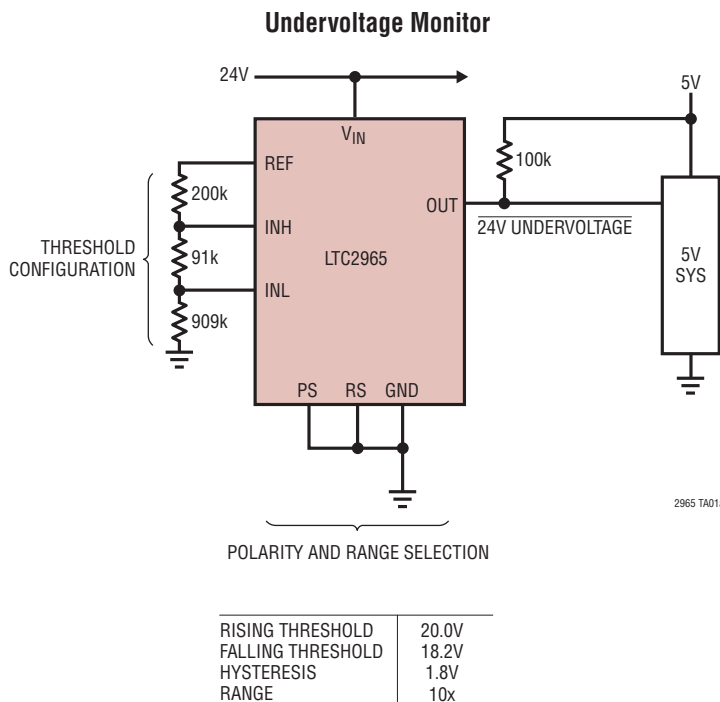 Undervoltage Monitor
24V
5V
VIN
REF
200k
100k
INH
OUT
24V UNDERVOLTAGE
THRESHOLD
CONFIGURATION
91k
LTC2965
5V
SYS
INL
909k
PS RS GND
2965 TA01
POLARITY AND RANGE SELECTION
RISING THRESHOLD 20.0V
FALLING THRESHOLD 18.2V
HYSTERESIS 1.8V
RANGE 10x